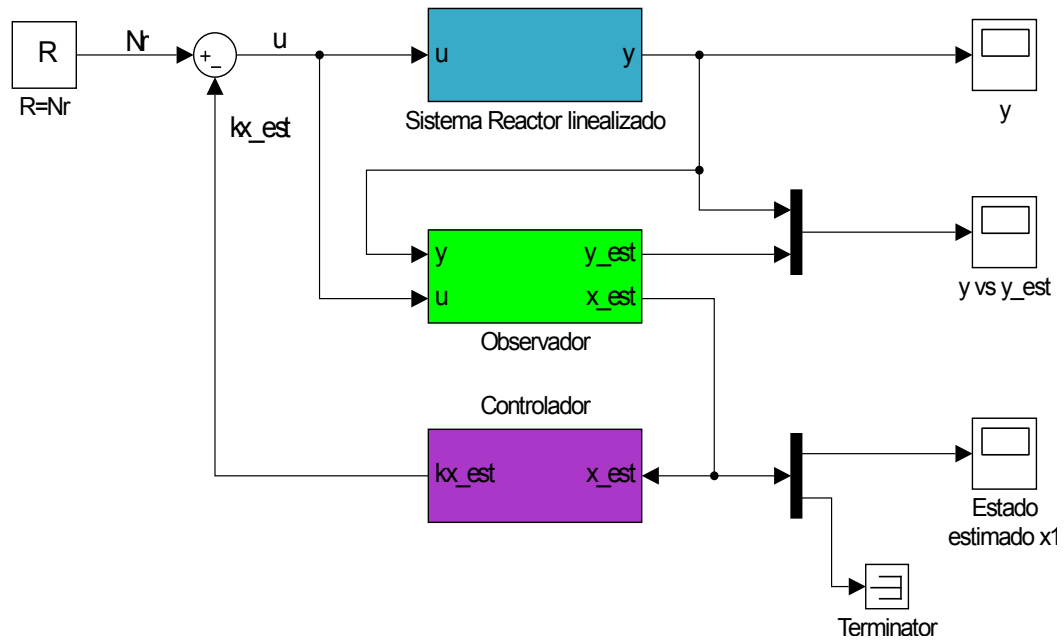 R
Nr
u
u
y
R=Nr
+
−
Sistema Reactor linealizado
y
kx_est
y
y_est
u
x_est
y vs y_est
Observador
Controlador
kx_est
x_est
Estado
estimado x1
Terminator